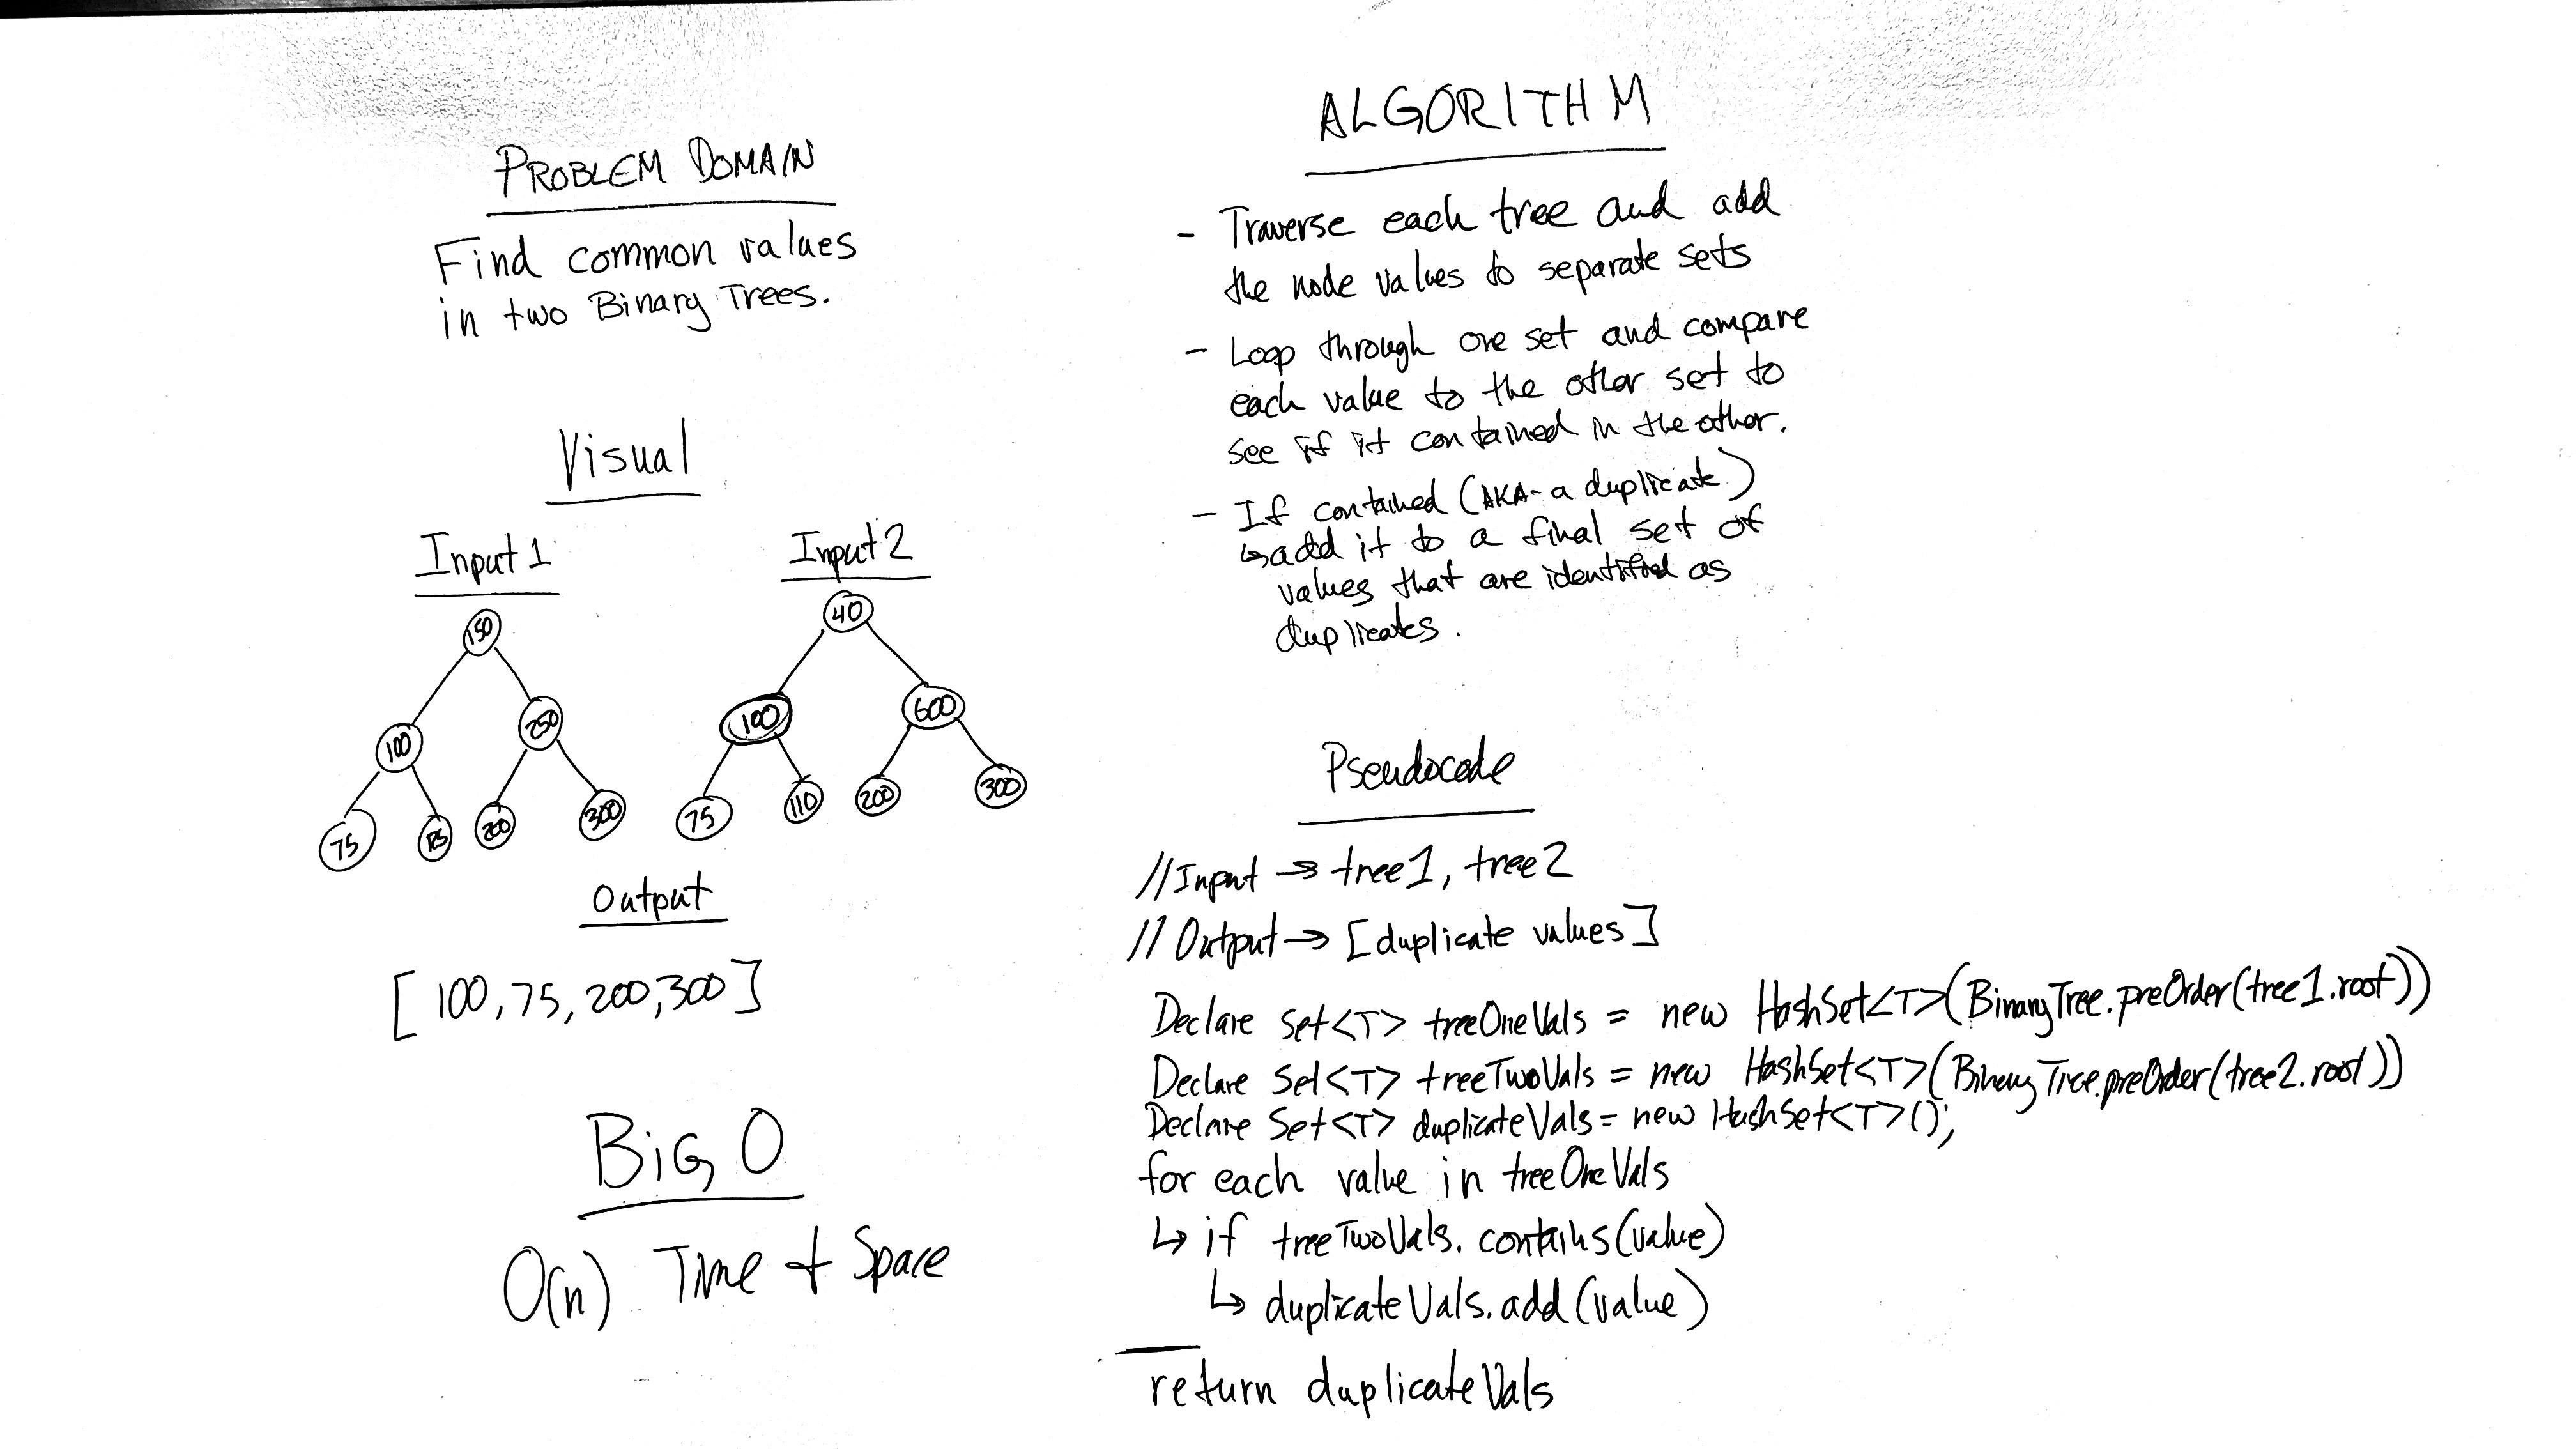 PROBLEM DOMAIN
Find common values
in two Binary Trees.
Visual
Input 1
150
100
250
75
125
200
300
Input 2
40
100
600
75
110
200
300
Output
[100, 75, 200, 300]
BIG O
O(n) Time + Space
ALGORITHM
- Traverse each tree and add
the node values to separate sets
- Loop through one set and compare
each value to the other set to
see if it contained in the other.
- If contained (AKA - a duplicate)
↳ add it to a final set of
values that are identified as
duplicates.
Pseudocode
// Input → tree1, tree2
// Output → [duplicate values]
Declare Set<T> treeOneVals = new HashSet<T>(BinaryTree.preOrder(tree1.root))
Declare Set<T> treeTwoVals = new HashSet<T>(BinaryTree.preOrder(tree2.root))
Declare Set<T> duplicateVals = new HashSet<T>();
for each value in treeOneVals
↳ if treeTwoVals.contains(value)
↳ duplicateVals.add(value)
return duplicateVals